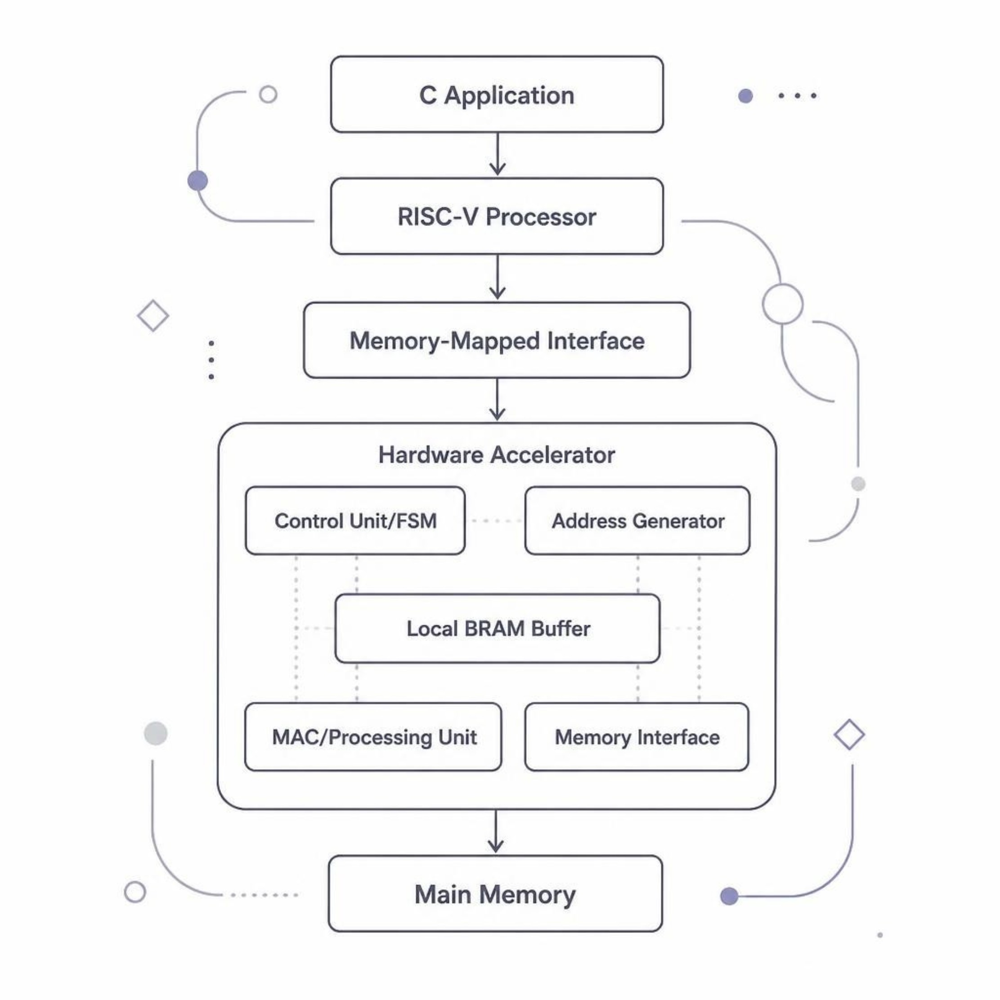 C Application
RISC-V Processor
Memory-Mapped Interface
Hardware Accelerator
Control Unit/FSM
Address Generator
Local BRAM Buffer
MAC/Processing Unit
Memory Interface
Main Memory